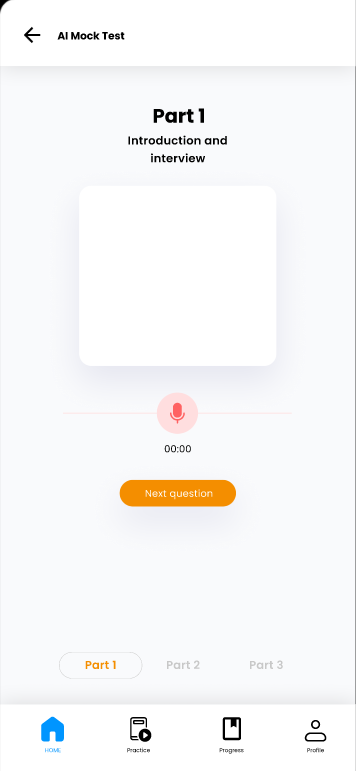 AI Mock Test
Part 1
Introduction and
interview
00:00
Next question
Part 1
Part 2
Part 3
HOME
Practice
Progress
Profile